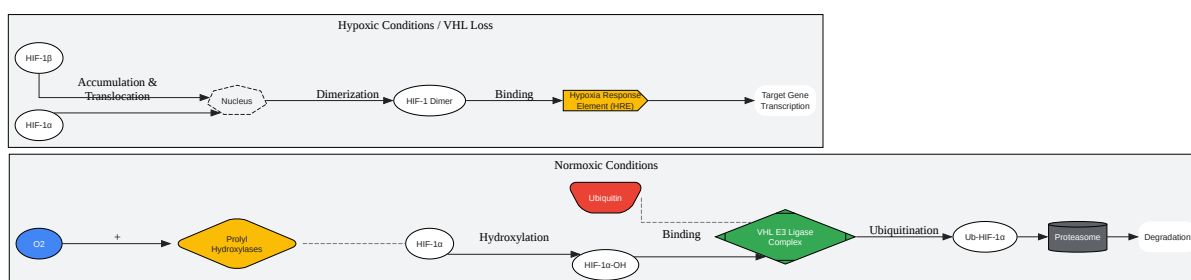 Hypoxic Conditions / VHL Loss
HIF-1β
Accumulation &
Translocation
Nucleus
Dimerization
HIF-1 Dimer
Binding
Hypoxia Response
Element (HRE)
Target Gene
Transcription
HIF-1α
Normoxic Conditions
Ubiquitin
O2
+
Prolyl
Hydroxylases
HIF-1α
Hydroxylation
HIF-1α-OH
Binding
VHL E3 Ligase
Complex
Ubiquitination
Ub-HIF-1α
Proteasome
Degradation